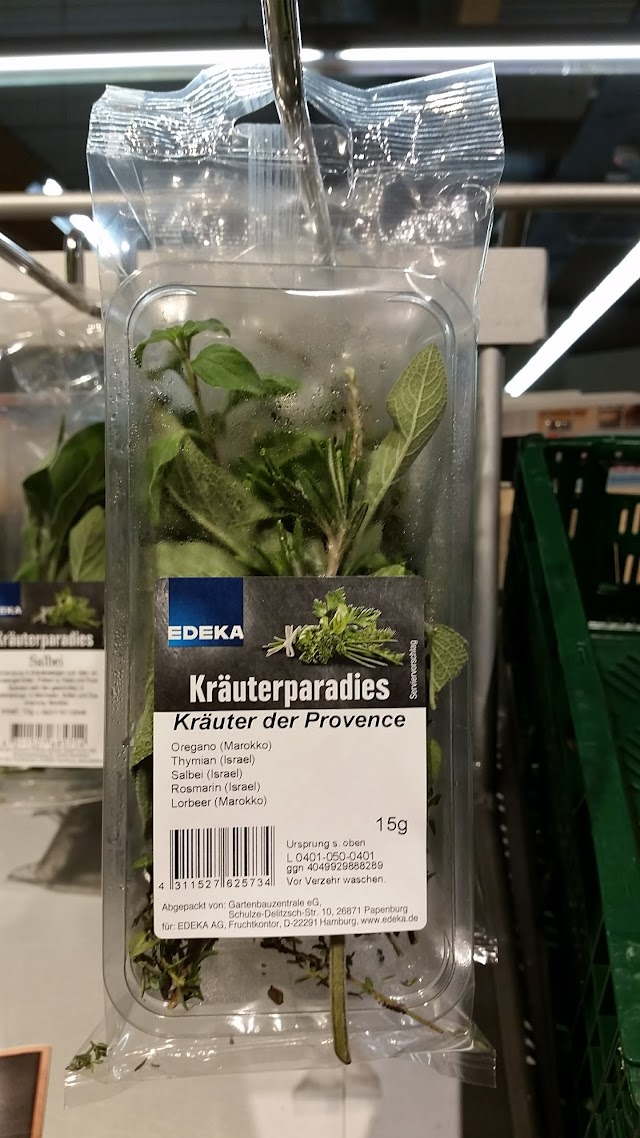 EDEKA
Serviervorschlag
Kräuterparadies
Kräuter der Provence
Oregano (Marokko)
Thymian (Israel)
Salbei (Israel)
Rosmarin (Israel)
Lorbeer (Marokko)
15g
Ursprung s. oben
L 0401-050-0401
ggn 4049929888289
Vor Verzehr waschen.
4 311527 625734
Abgepackt von: Gartenbauzentrale eG,
Schulze-Delitzsch-Str. 10, 26871 Papenburg
für: EDEKA AG, Fruchtkontor, D-22291 Hamburg, www.edeka.de
EDEKA
Kräuterparadies
Salbei